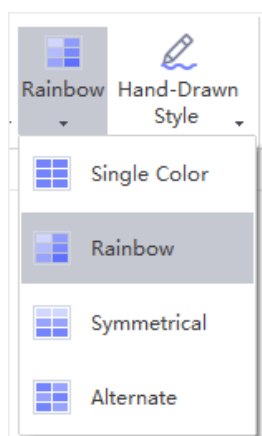 Rainbow
Hand-Drawn
Style
Single Color
Rainbow
Symmetrical
Alternate